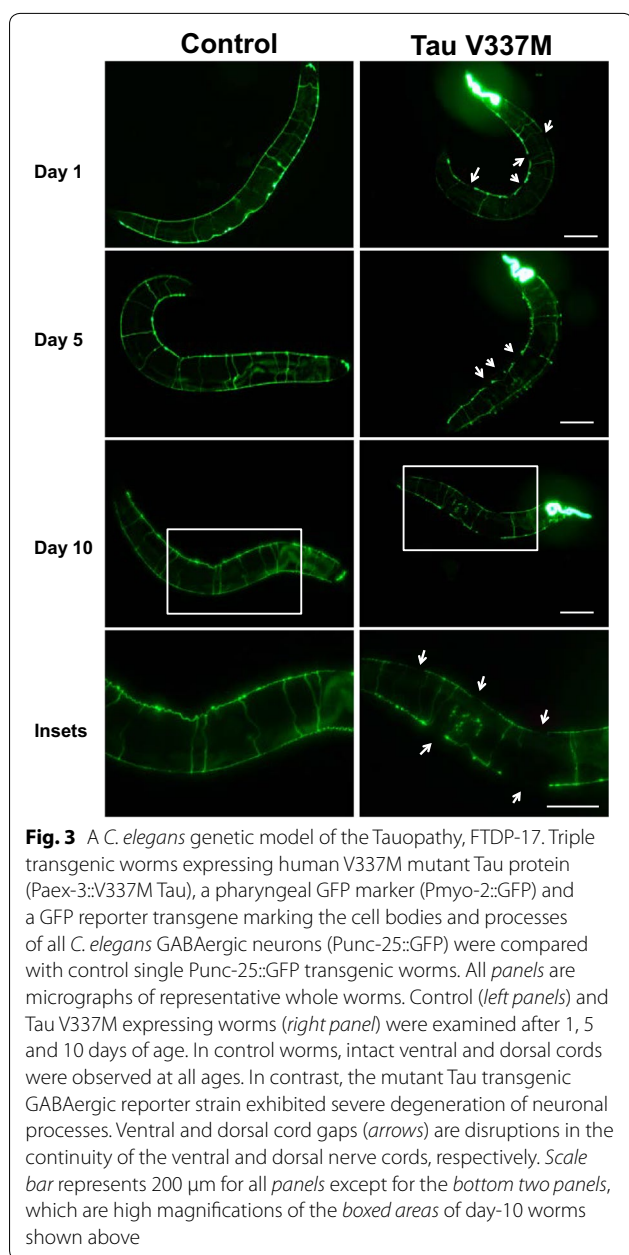 Control Tau V337M
Day 1
Day 5
Day 10
Insets
Fig. 3 A C. elegans genetic model of the Tauopathy, FTDP-17. Triple
transgenic worms expressing human V337M mutant Tau protein
(Paex-3::V337M Tau), a pharyngeal GFP marker (Pmyo-2::GFP) and
a GFP reporter transgene marking the cell bodies and processes
of all C. elegans GABAergic neurons (Punc-25::GFP) were compared
with control single Punc-25::GFP transgenic worms. All panels are
micrographs of representative whole worms. Control (left panels) and
Tau V337M expressing worms (right panel) were examined after 1, 5
and 10 days of age. In control worms, intact ventral and dorsal cords
were observed at all ages. In contrast, the mutant Tau transgenic
GABAergic reporter strain exhibited severe degeneration of neuronal
processes. Ventral and dorsal cord gaps (arrows) are disruptions in the
continuity of the ventral and dorsal nerve cords, respectively. Scale
bar represents 200 μm for all panels except for the bottom two panels,
which are high magnifications of the boxed areas of day-10 worms
shown above